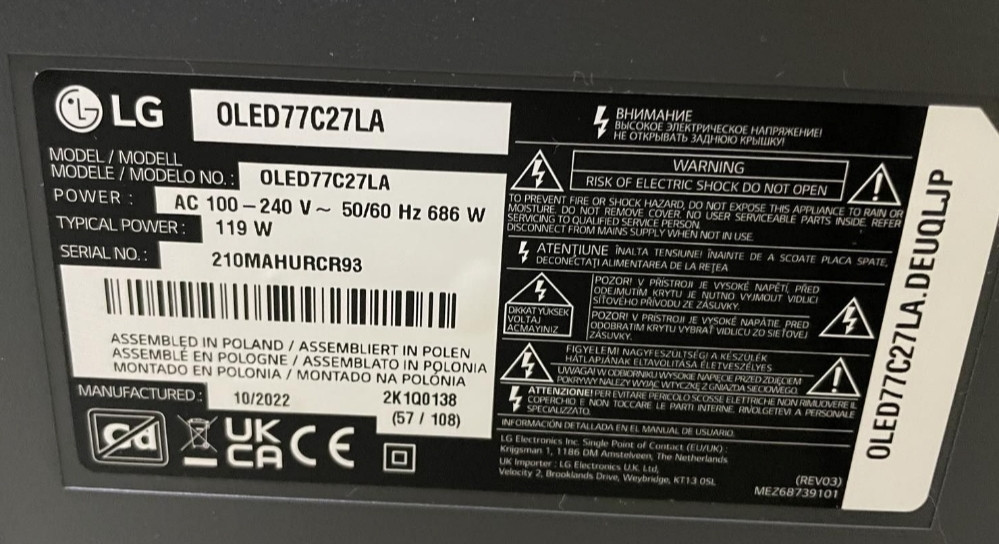 LG
OLED77C27LA
MODEL / MODELL
MODELE / MODELO NO. :
OLED77C27LA
POWER :
AC 100 – 240 V ~ 50/60 Hz 686 W
TYPICAL POWER :
119 W
SERIAL NO. :
210MAHURCR93
ASSEMBLED IN POLAND / ASSEMBLIERT IN POLEN
ASSEMBLÉ EN POLOGNE / ASSEMBLATO IN POLONIA
MONTADO EN POLONIA / MONTADO NA POLÓNIA
MANUFACTURED :
10/2022
2K1Q0138
(57 / 108)
Cd
UK
CA
CE
ВНИМАНИЕ
ВЫСОКОЕ ЭЛЕКТРИЧЕСКОЕ НАПРЯЖЕНИЕ!
НЕ ОТКРЫВАТЬ ЗАДНЮЮ КРЫШКУ!
WARNING
RISK OF ELECTRIC SHOCK DO NOT OPEN
TO PREVENT FIRE OR SHOCK HAZARD, DO NOT EXPOSE THIS APPLIANCE TO RAIN OR
MOISTURE. DO NOT REMOVE COVER. NO USER SERVICEABLE PARTS INSIDE. REFER
SERVICING TO QUALIFIED SERVICE PERSON.
DISCONNECT FROM MAINS SUPPLY WHEN NOT IN USE.
ATENŢIUNE ÎNALTA TENSIUNE! ÎNAINTE DE A SCOATE PLACA SPATE,
DECONECTAŢI ALIMENTAREA DE LA REŢEA
DIKKAT YUKSEK
VOLTAJ
ACMAYINIZ
POZOR! V PŘÍSTROJI JE VYSOKÉ NAPĚTÍ, PŘED
ODEJMUTÍM KRYTU JE NUTNO VYJMOUT VIDLICI
SÍŤOVÉHO PŘÍVODU ZE ZÁSUVKY.
POZOR! V PRÍSTROJI JE VYSOKÉ NAPÄTIE. PRED
ODOBRATÍM KRYTU VYBRAŤ VIDLICU ZO SIEŤOVEJ
ZÁSUVKY.
FIGYELEM! NAGYFESZÜLTSÉG! A KÉSZÜLÉK
HÁTLAPJÁNAK ELTÁVOLÍTÁSA ÉLETVESZÉLYES
UWAGA! W ODBIORNIKU WYSOKIE NAPIĘCIE PRZED ZDJĘCIEM
POKRYWY NALEŻY WYJĄĆ WTYCZKĘ Z GNIAZDA SIECIOWEGO.
ATTENZIONE! PER EVITARE PERICOLO SCOSSE ELETTRICHE NON RIMUOVERE IL
COPERCHIO E NON TOCCARE LE PARTI INTERNE. RIVOLGETEVI A PERSONALE
SPECIALIZZATO.
INFORMACIÓN DETALLADA EN EL MANUAL DE USUARIO.
LG Electronics Inc. Single Point of Contact (EU/UK) :
Krijgsman 1, 1186 DM Amstelveen, The Netherlands
UK Importer : LG Electronics U.K. Ltd,
Velocity 2, Brooklands Drive, Weybridge, KT13 0SL
(REV03)
MEZ68739101
OLED77C27LA.DEUQLJP